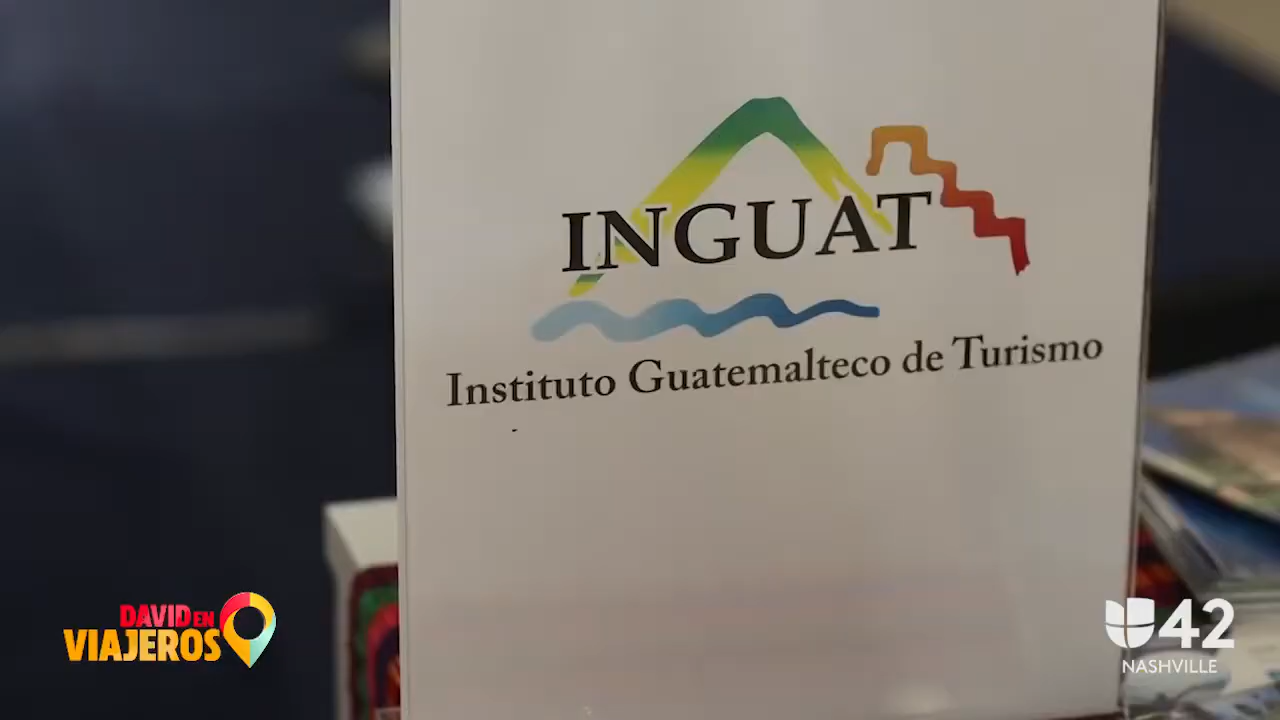 INGUAT
Instituto Guatemalteco de Turismo
DAVID EN
VIAJEROS
42
NASHVILLE